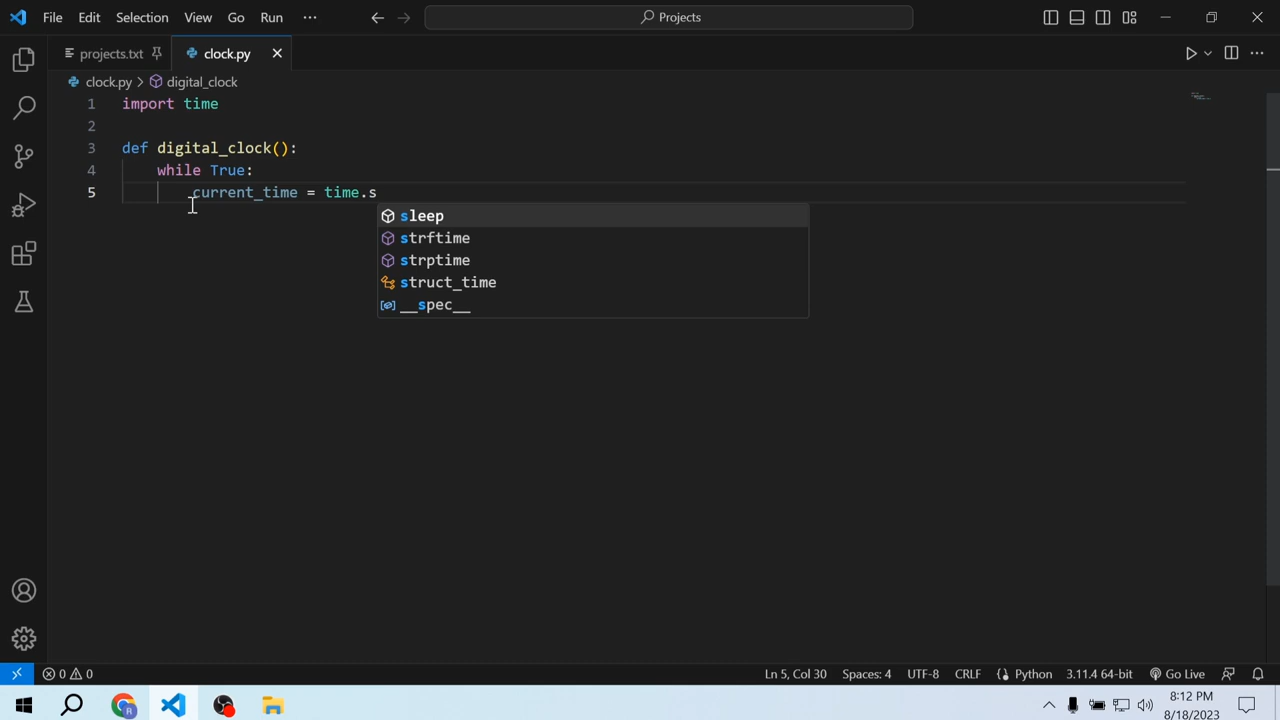 File Edit Selection View Go Run ··· Projects
projects.txt clock.py
clock.py > digital_clock
1 import time
2
3 def digital_clock():
4 while True:
5 current_time = time.s
sleep
strftime
strptime
struct_time
__spec__
0 0 Ln 5, Col 30 Spaces: 4 UTF-8 CRLF Python 3.11.4 64-bit Go Live
R
8:12 PM
8/18/2023